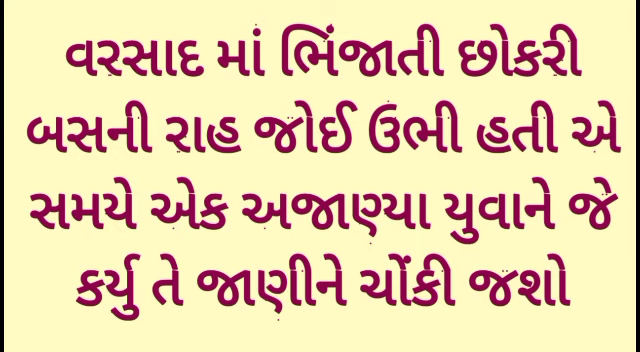 વરસાદ માં ભિંજાતી છોકરી
બસની રાહ જોઈ ઉભી હતી એ
સમયે એક અજાણ્યા યુવાને જે
કર્યુ તે જાણીને ચોંકી જશો